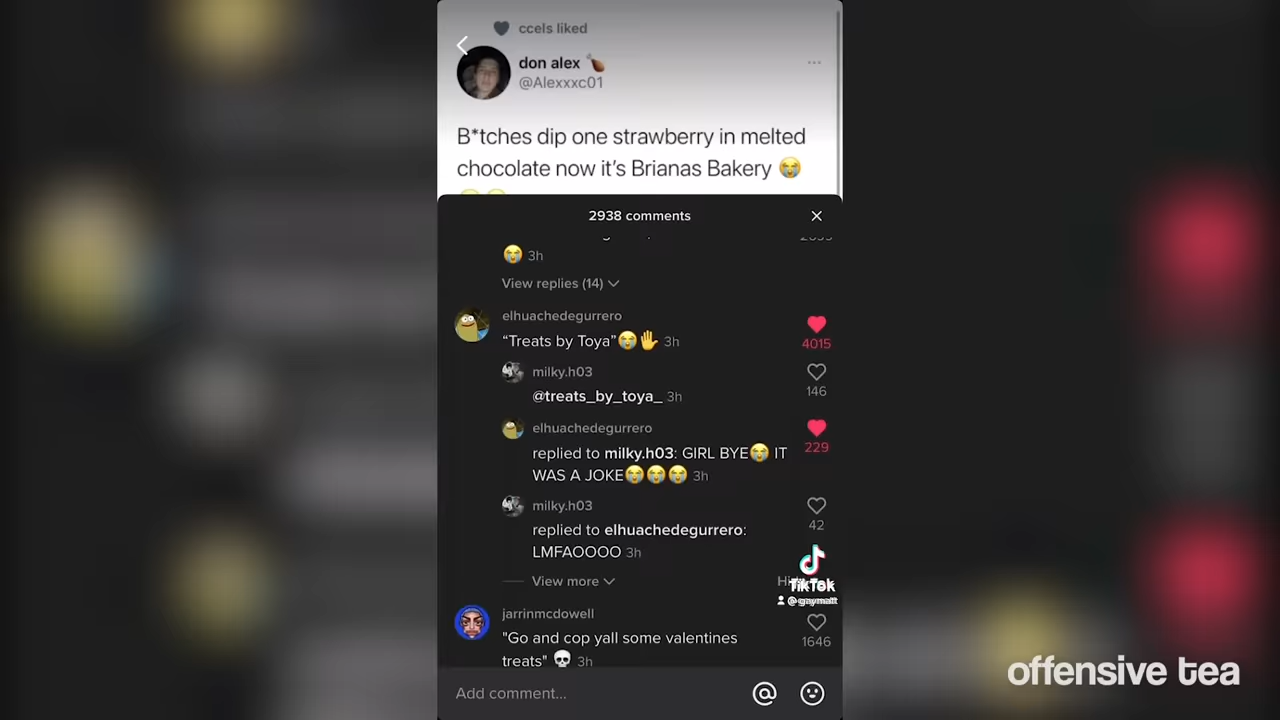 ccels liked
don alex 🍗
@Alexxxc01
B*tches dip one strawberry in melted
chocolate now it's Brianas Bakery 😭
2938 comments
😭 3h
View replies (14)
elhuachedegurrero
“Treats by Toya”😭✋ 3h
4015
milky.h03
@treats_by_toya_ 3h
146
elhuachedegurrero
replied to milky.h03: GIRL BYE😭 IT
WAS A JOKE😭😭😭 3h
229
milky.h03
replied to elhuachedegurrero:
LMFAOOOO 3h
42
View more
TikTok
jarrinmcdowell
"Go and cop yall some valentines
treats" 💀 3h
1646
Add comment...
offensive tea